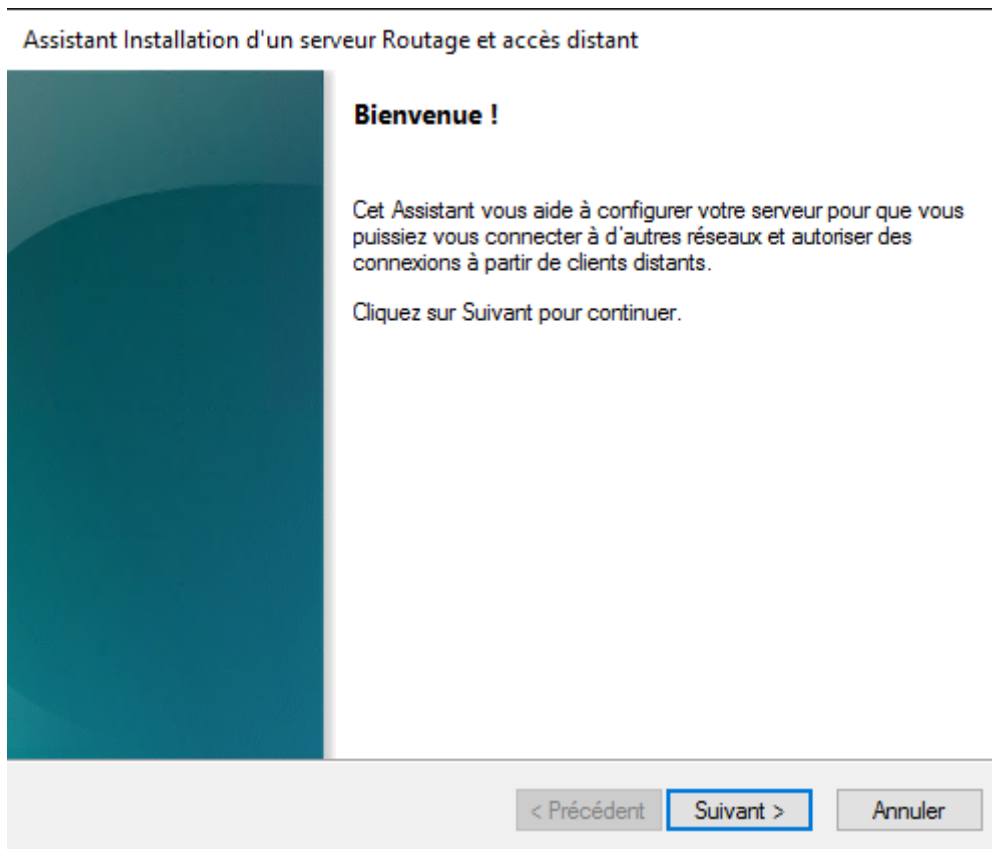 Assistant Installation d'un serveur Routage et accès distant
Bienvenue !
Cet Assistant vous aide à configurer votre serveur pour que vous
puissiez vous connecter à d'autres réseaux et autoriser des
connexions à partir de clients distants.
Cliquez sur Suivant pour continuer.
< Précédent
Suivant >
Annuler